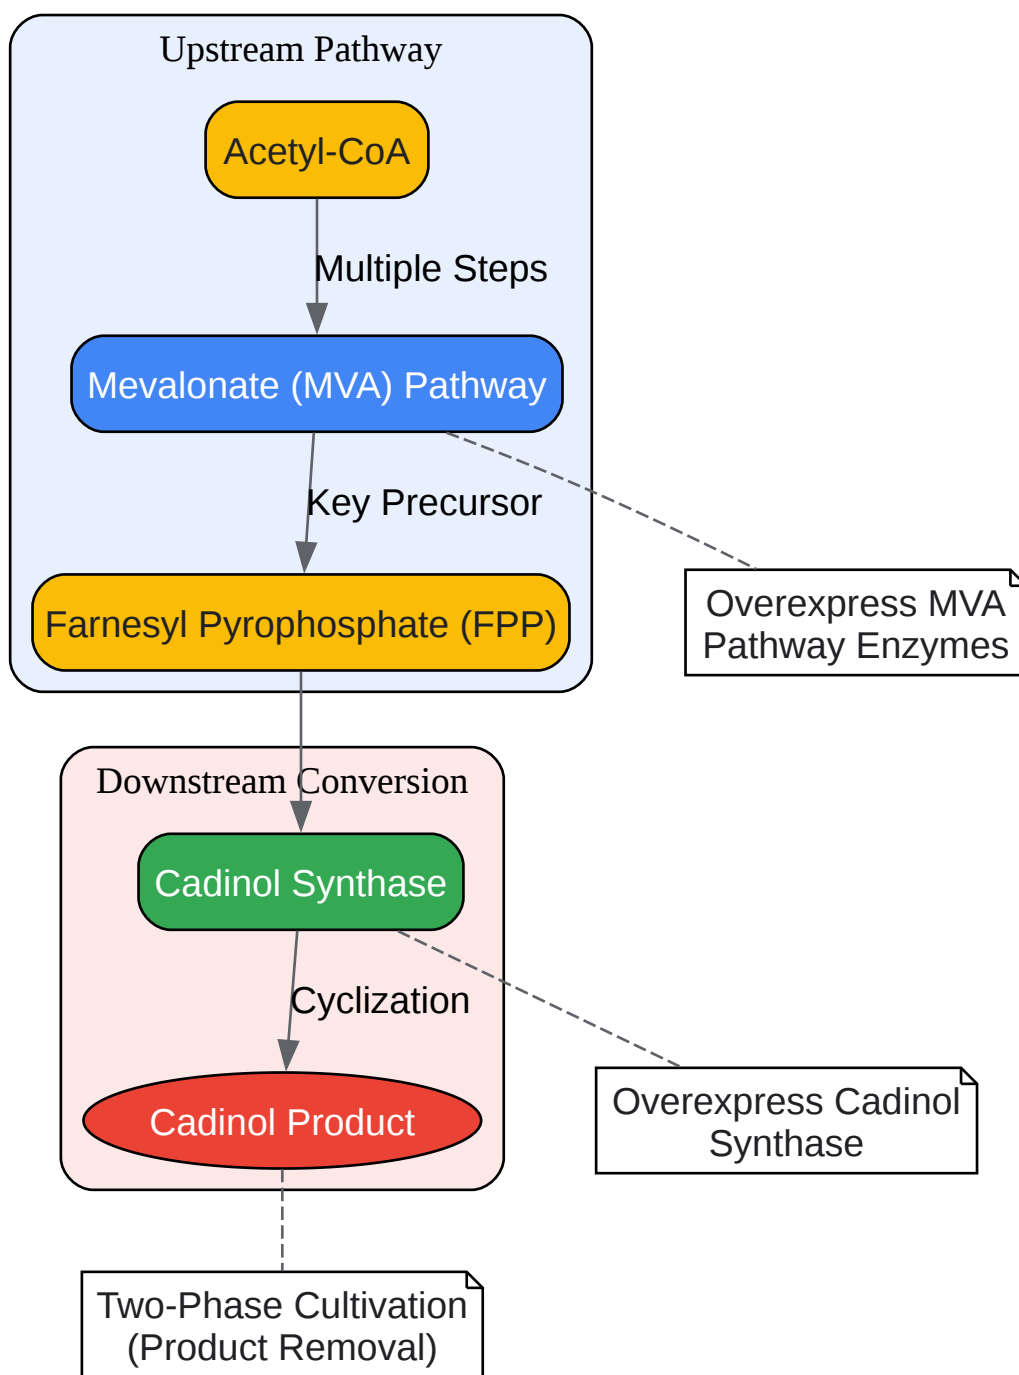 Upstream Pathway
Acetyl-CoA
Multiple Steps
Mevalonate (MVA) Pathway
Key Precursor
Farnesyl Pyrophosphate (FPP)
Overexpress MVA
Pathway Enzymes
Downstream Conversion
Cadinol Synthase
Cyclization
Overexpress Cadinol
Synthase
Cadinol Product
Two-Phase Cultivation
(Product Removal)